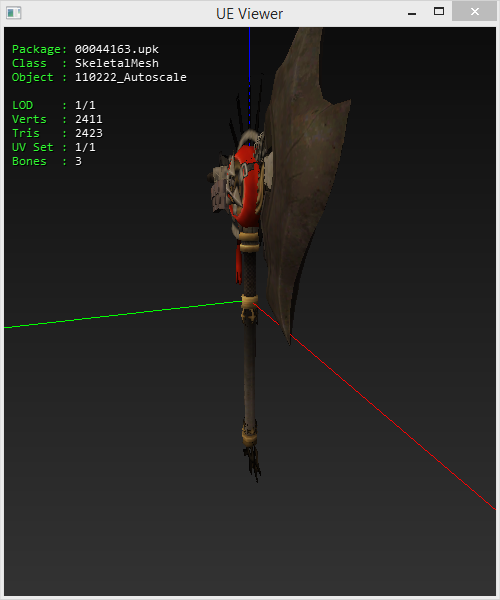 UE Viewer
Package: 00044163.upk
Class  : SkeletalMesh
Object : 110222_Autoscale
LOD    : 1/1
Verts  : 2411
Tris   : 2423
UV Set : 1/1
Bones  : 3